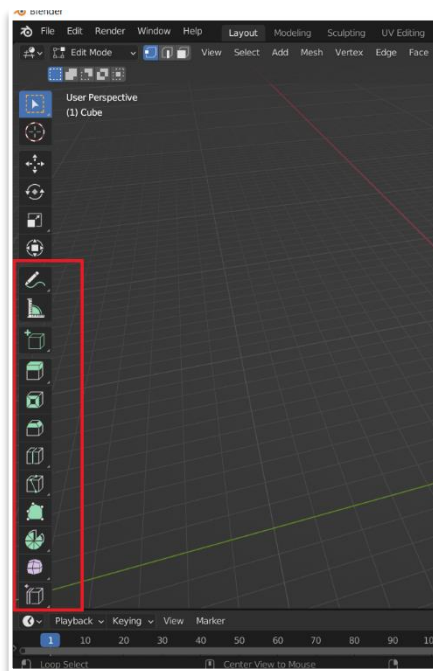 Blender
File Edit Render Window Help Layout Modeling Sculpting UV Editing
Edit Mode View Select Add Mesh Vertex Edge Face
User Perspective
(1) Cube
Playback Keying View Marker
1 10 20 30 40 50 60 70 80 90
Loop Select Center View to Mouse